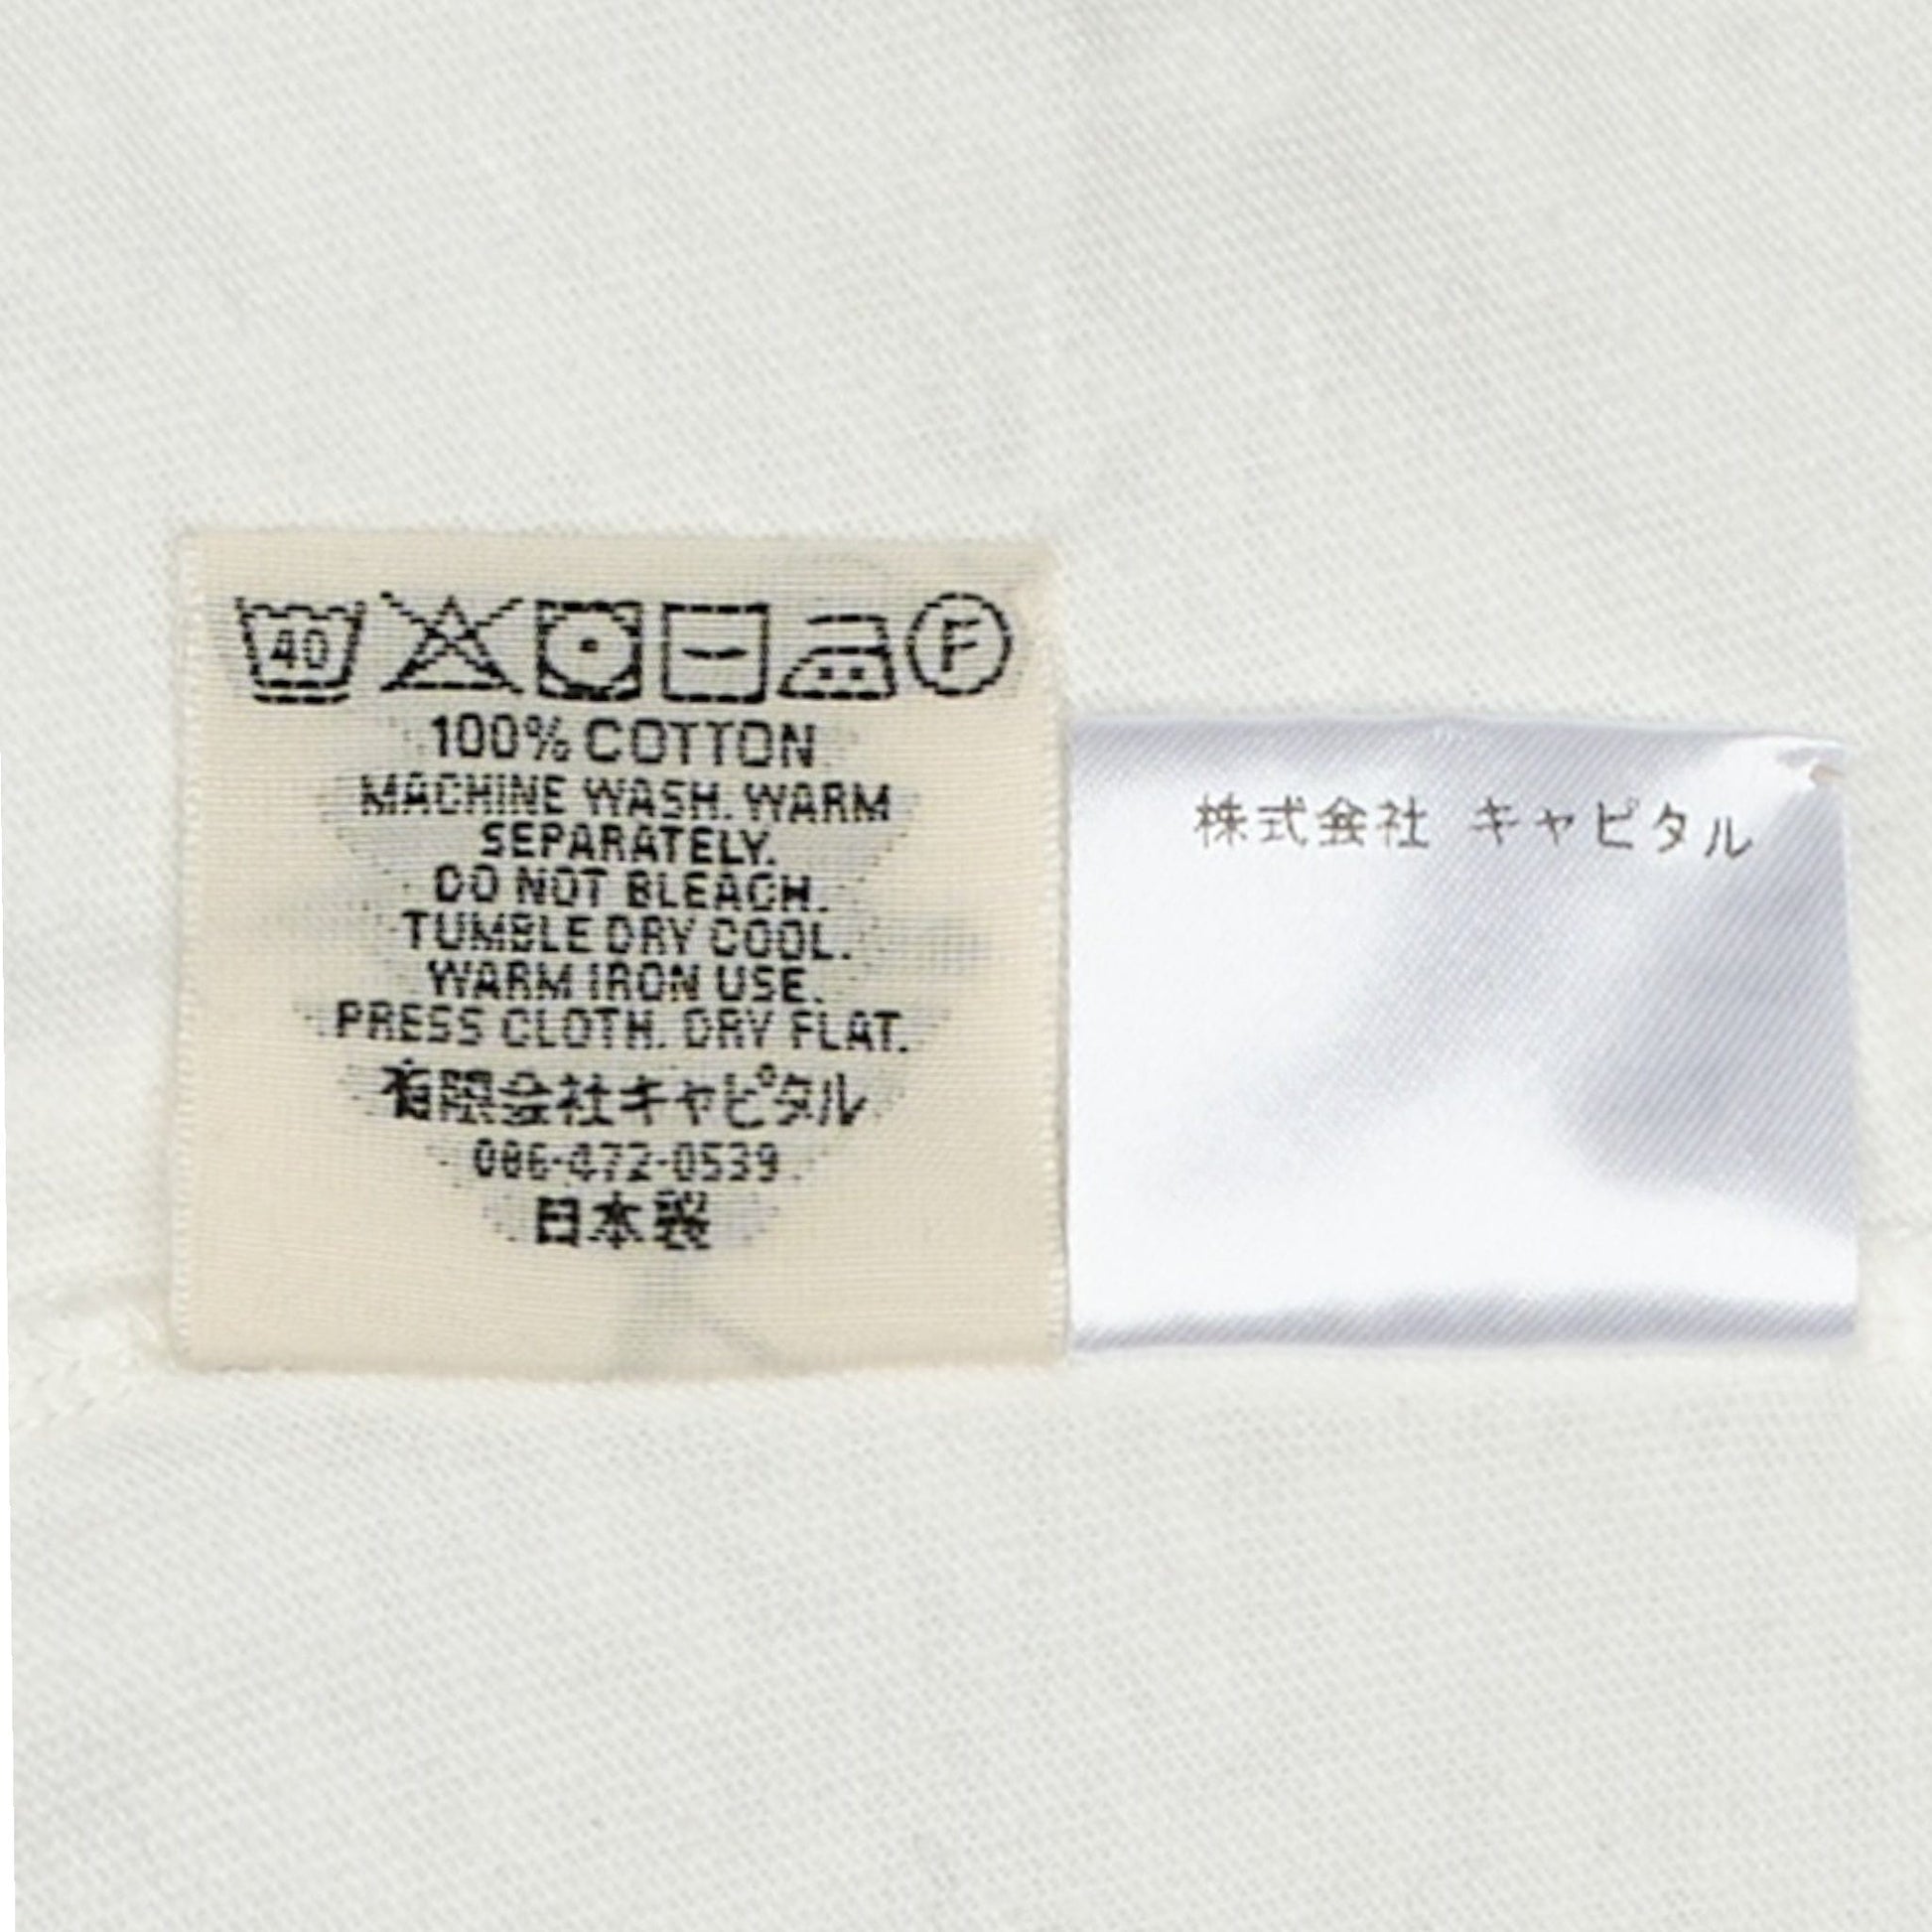 40 F
100% COTTON
MACHINE WASH. WARM
SEPARATELY.
DO NOT BLEACH.
TUMBLE DRY COOL.
WARM IRON USE.
PRESS CLOTH. DRY FLAT.
有限会社キャピタル
086-472-0539
日本製
株式会社 キャピタル